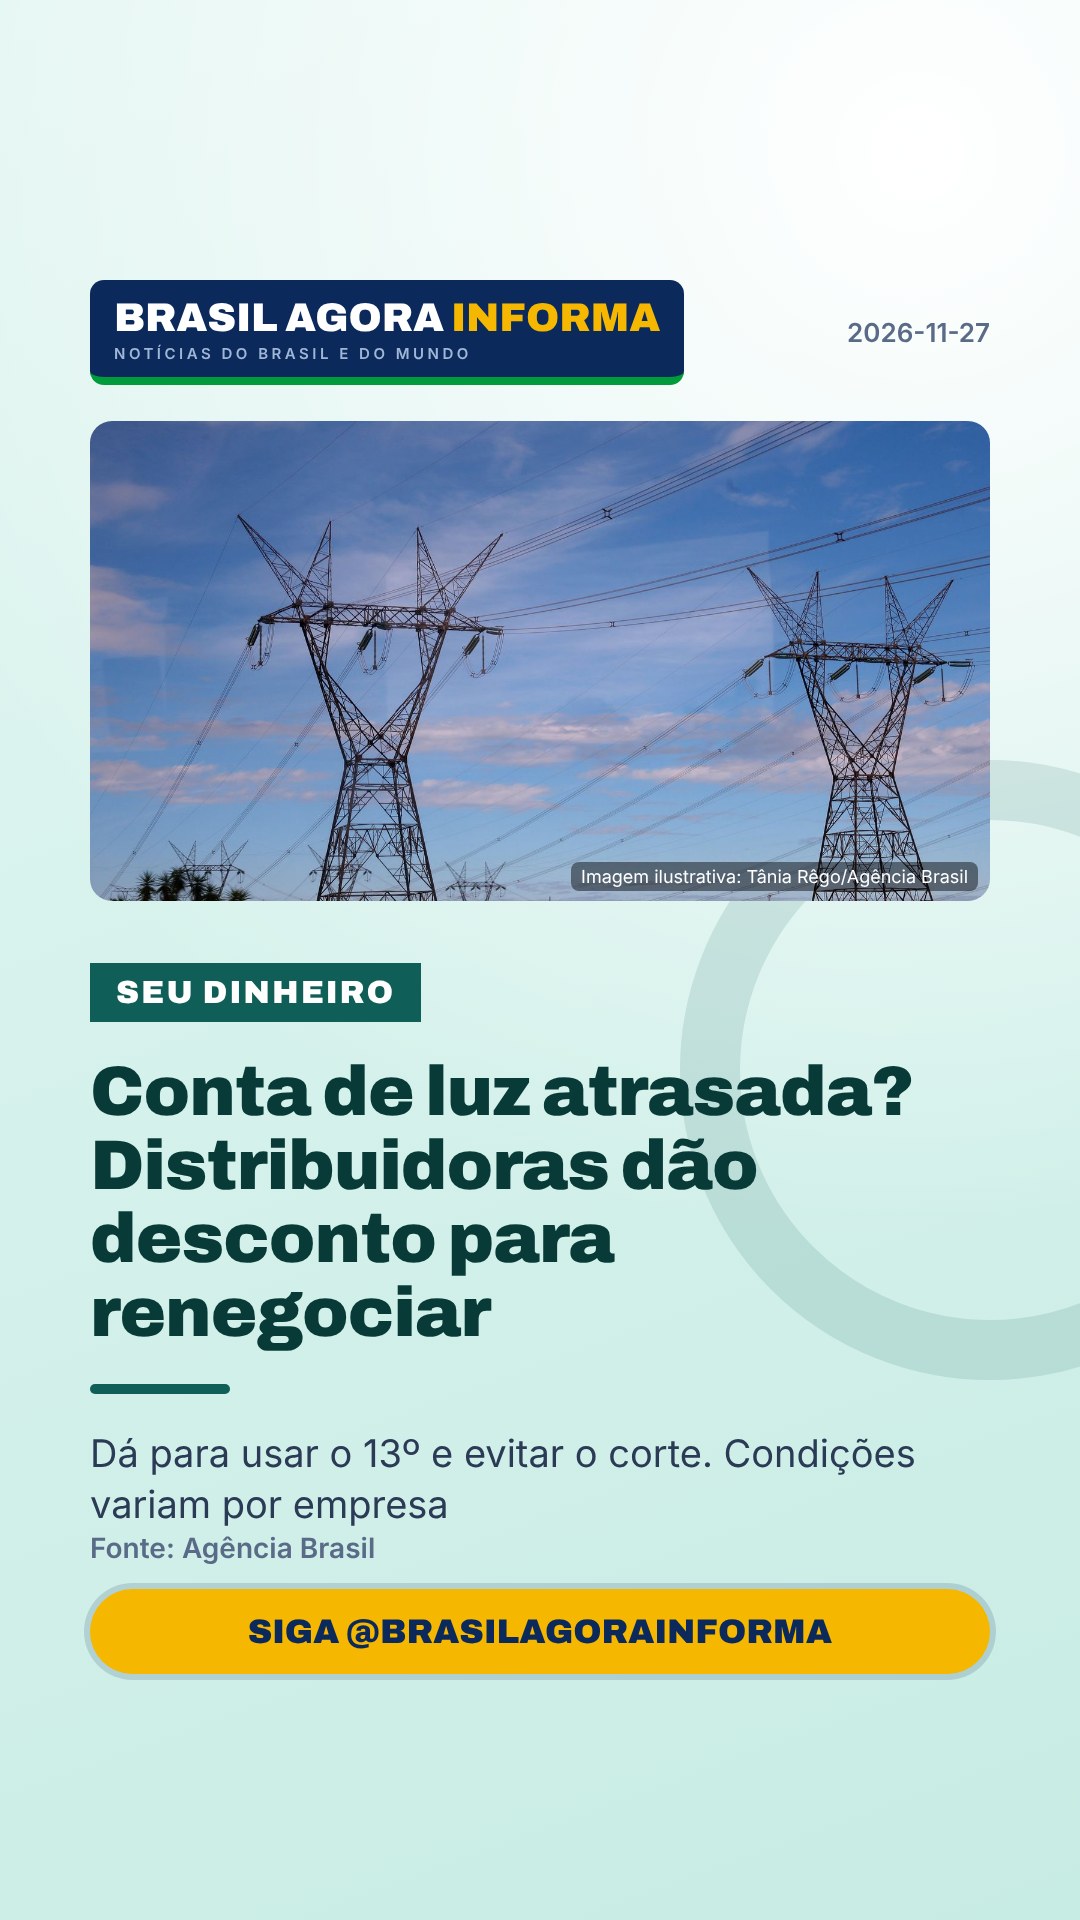 BRASIL AGORA INFORMA
NOTÍCIAS DO BRASIL E DO MUNDO
2026-11-27
Imagem ilustrativa: Tânia Rêgo/Agência Brasil
SEU DINHEIRO
Conta de luz atrasada?
Distribuidoras dão
desconto para
renegociar
Dá para usar o 13º e evitar o corte. Condições
variam por empresa
Fonte: Agência Brasil
SIGA @BRASILAGORAINFORMA